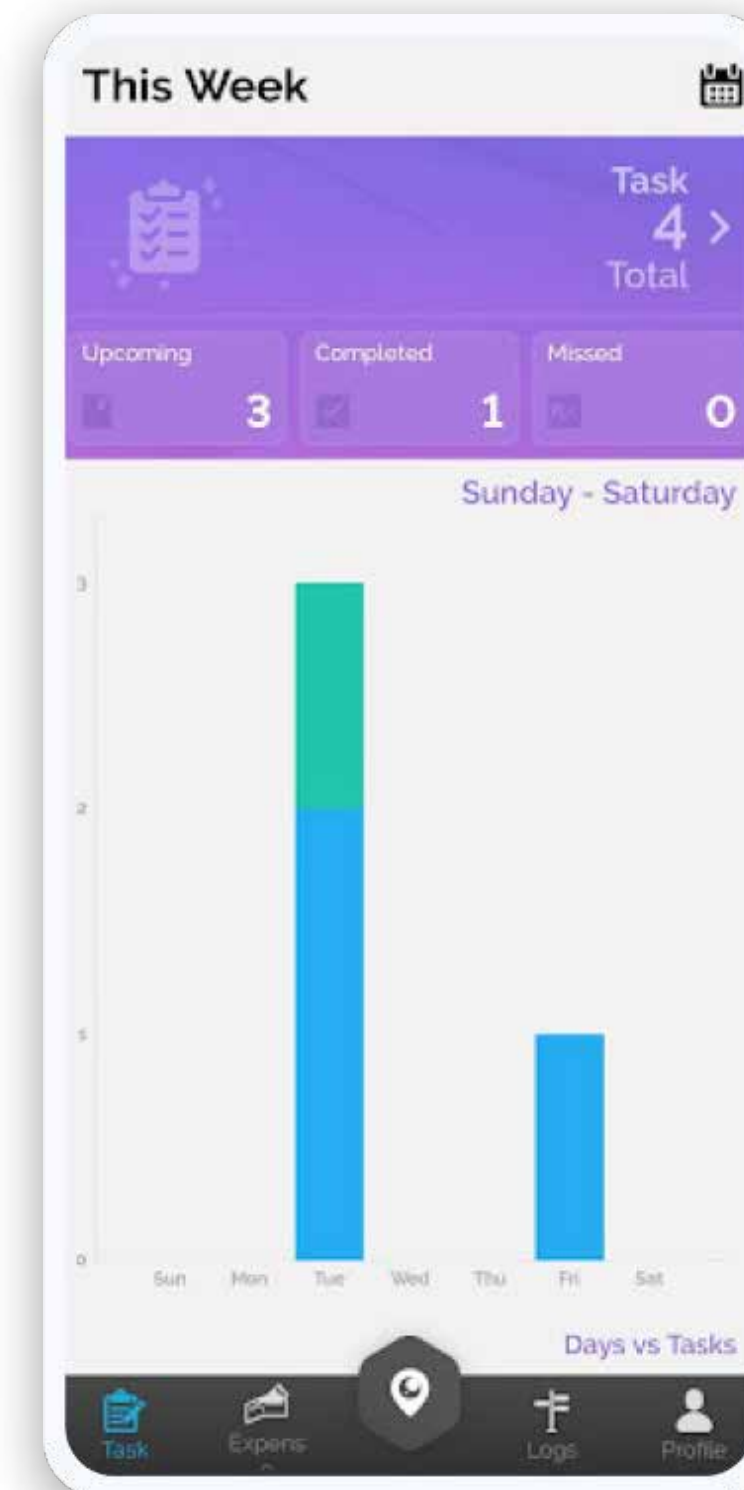 This Week
Task
4
Total
Upcoming
3
Completed
1
Missed
0
Sunday - Saturday
3
2
1
0
Sun Mon Tue Wed Thu Fri Sat
Days vs Tasks
Task
Expens
e
Logs
Profile